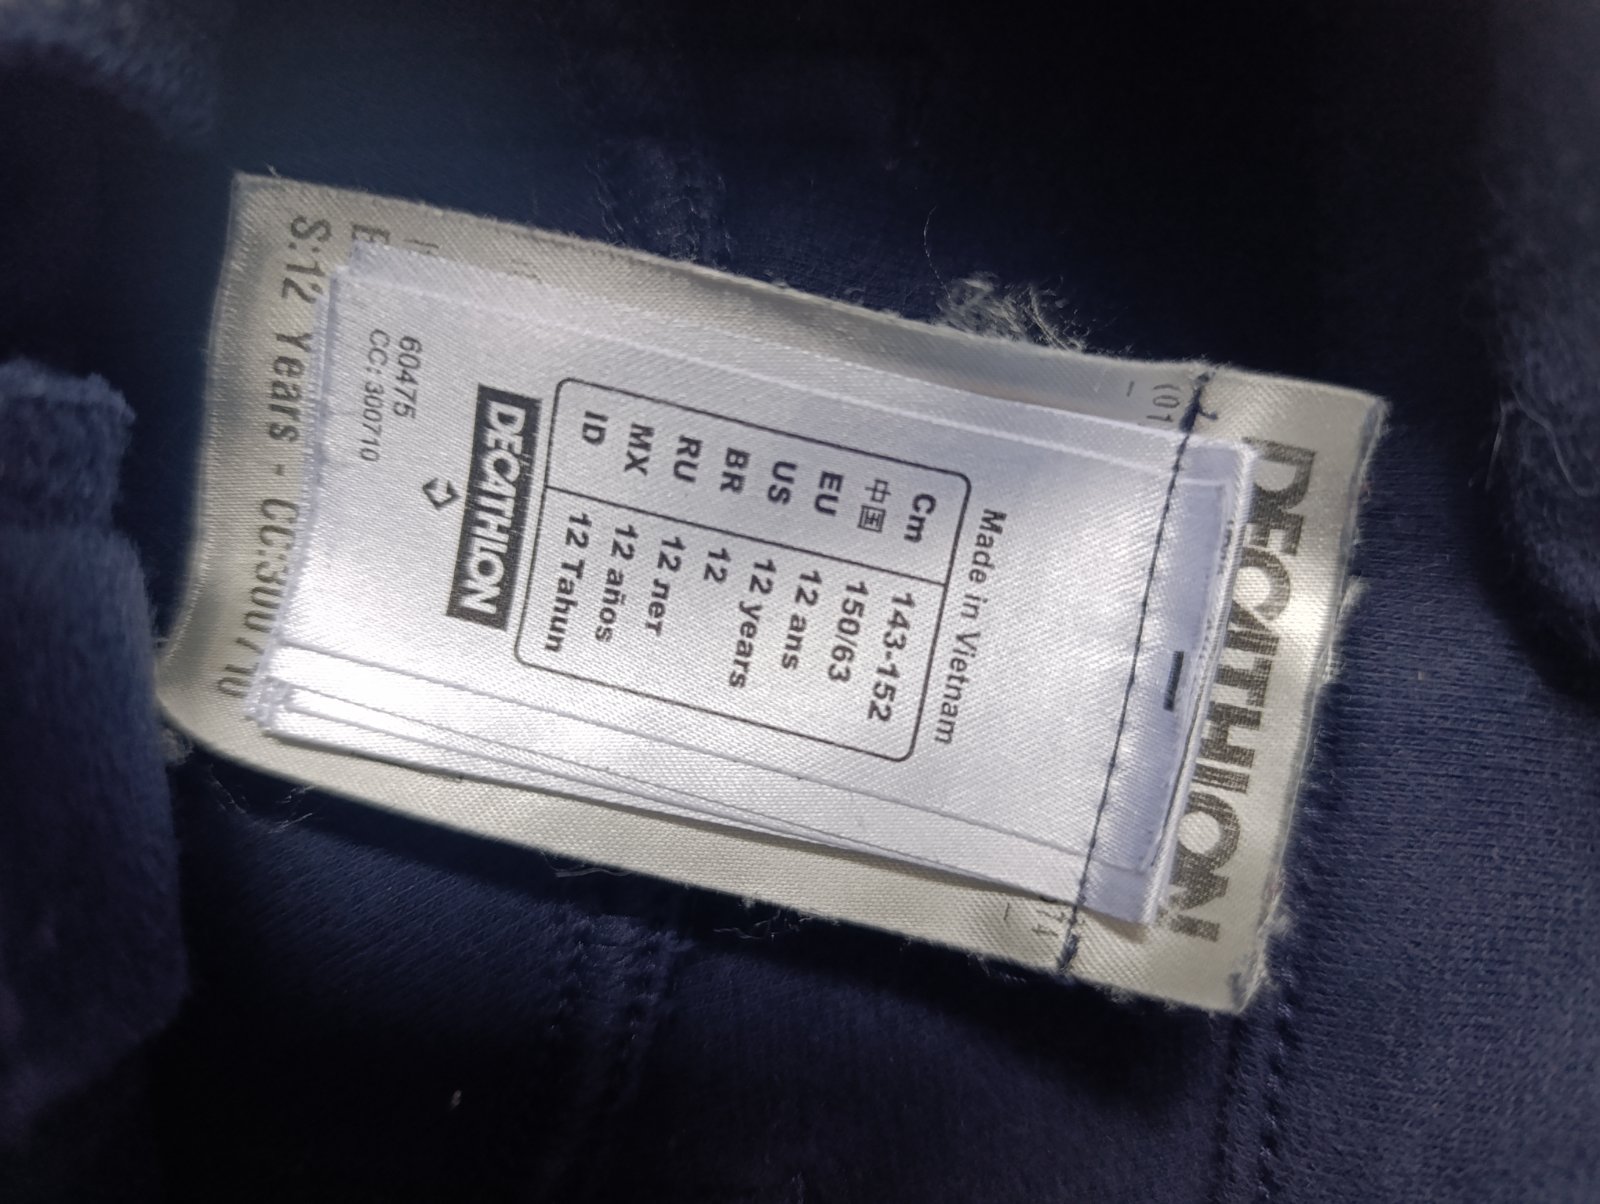 DECATHLON
(01
Made in Vietnam
Cm 143-152
中国 150/63
EU 12 ans
US 12 years
BR 12
RU 12 лет
MX 12 años
ID 12 Tahun
DECATHLON
60475
CC: 300710
S:12 Years - CC:300710